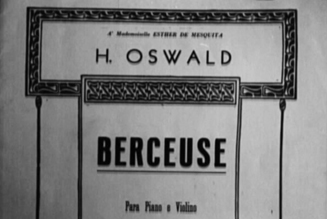 A' Mademoiselle ESTHER DE MESQUITA
H. OSWALD
BERCEUSE
Para Piano e Violino